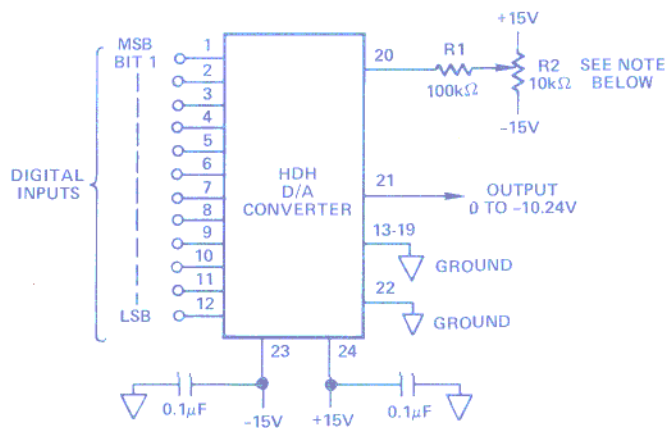 MSB
BIT 1
1
2
3
4
5
6
7
8
9
10
11
12
LSB
DIGITAL
INPUTS
HDH
D/A
CONVERTER
20
R1
100kΩ
+15V
R2
10kΩ
-15V
SEE NOTE
BELOW
21
OUTPUT
0 TO -10.24V
13-19
GROUND
22
GROUND
23
24
0.1µF
-15V
+15V
0.1µF